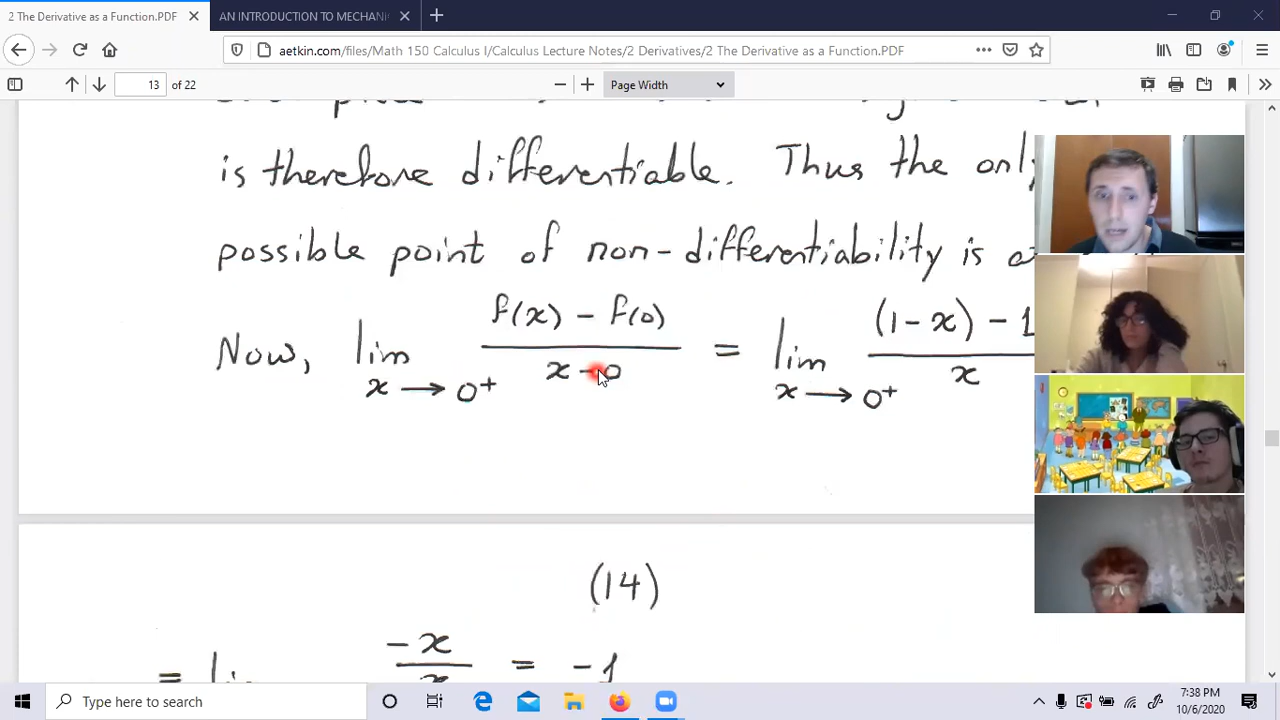 2 The Derivative as a Function.PDF
AN INTRODUCTION TO MECHANI
aetkin.com/files/Math 150 Calculus I/Calculus Lecture Notes/2 Derivatives/2 The Derivative as a Function.PDF
13 of 22
Page Width
is therefore differentiable. Thus the only
possible point of non-differentiability is
Now, lim x → 0⁺ f(x) - f(0) / x - 0 = lim x → 0⁺ (1-x) - 1 / x
(14)
= lim -x / x = -1
Type here to search
7:38 PM
10/6/2020